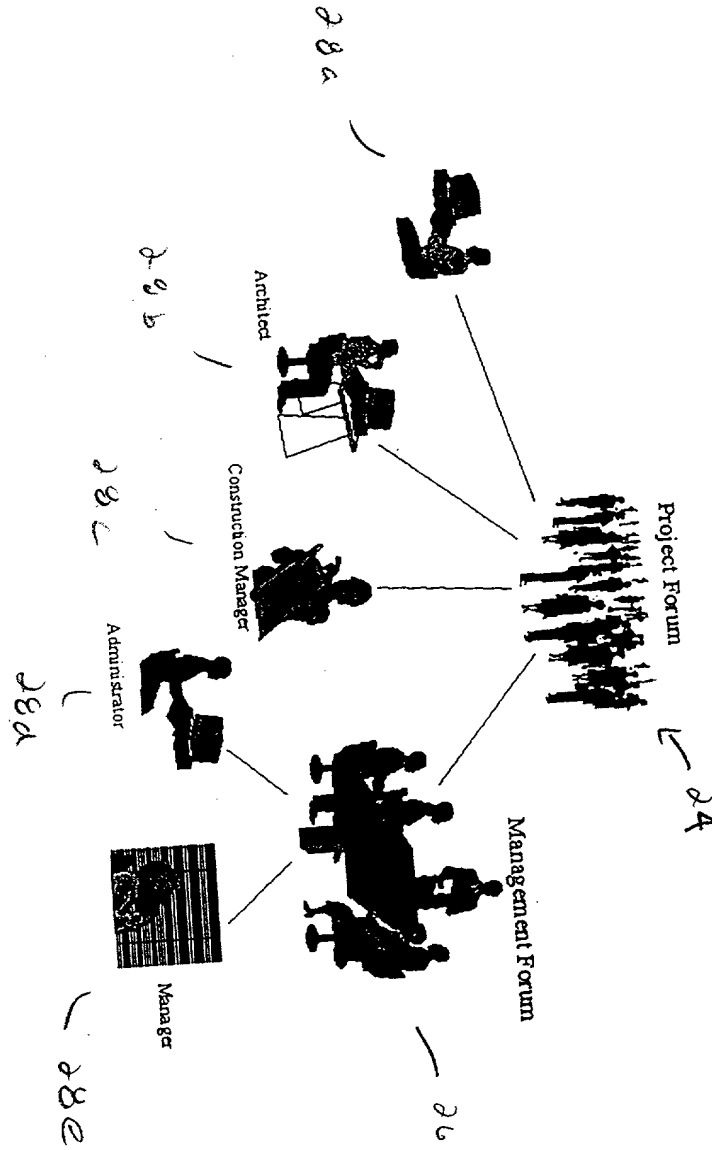 Project Forum
24
Management Forum
26
28a
Architect
28b
Construction Manager
28c
Administrator
28d
Manager
28e